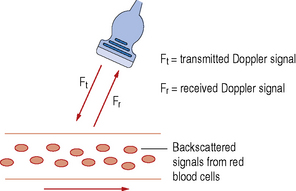 Ft = transmitted Doppler signal
Fr = received Doppler signal
Ft
Fr
Backscattered
signals from red
blood cells